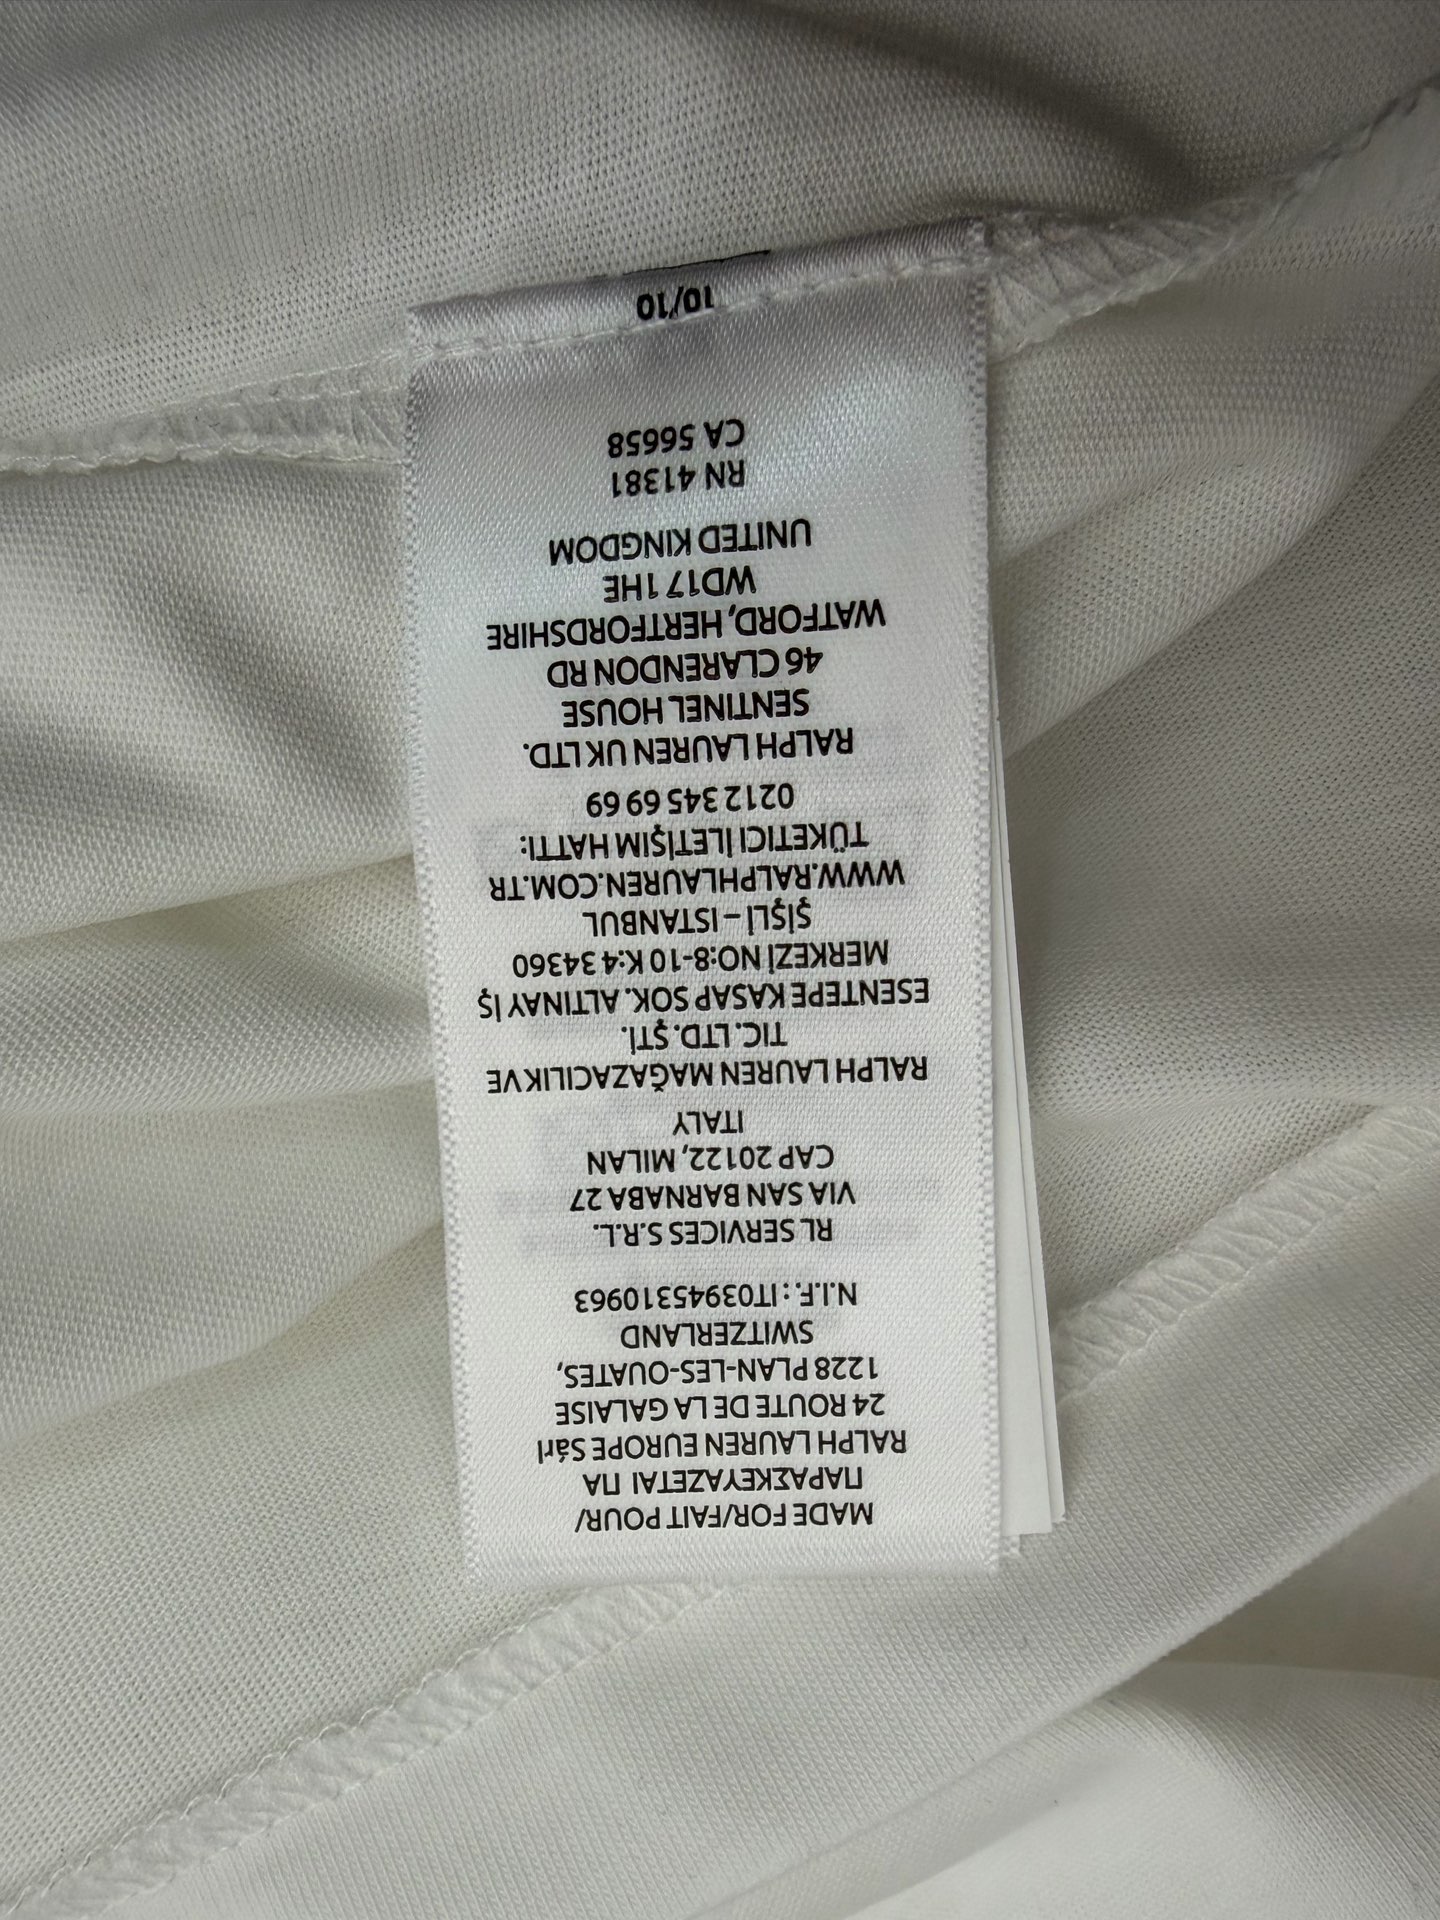 MADE FOR/FAIT POUR/
ΠΑΡΑΣΚΕΥΑΖΕΤΑΙ ΓΙΑ
RALPH LAUREN EUROPE Sárl
24 ROUTE DE LA GALAISE
1228 PLAN-LES-OUATES,
SWITZERLAND
N.I.F. : IT03945310963
RL SERVICES S.R.L.
VIA SAN BARNABA 27
CAP 20122, MILAN
ITALY
RALPH LAUREN MAĞAZACILIK VE
TIC. LTD. ŞTİ.
ESENTEPE KASAP SOK. ALTINAY İŞ
MERKEZİ NO:8-10 K:4 34360
ŞİŞLİ – ISTANBUL
WWW.RALPHLAUREN.COM.TR
TÜKETICI İLETİŞIM HATTI:
0212 345 69 69
RALPH LAUREN UK LTD.
SENTINEL HOUSE
46 CLARENDON RD
WATFORD, HERTFORDSHIRE
WD17 1HE
UNITED KINGDOM
RN 41381
CA 56658
10/10